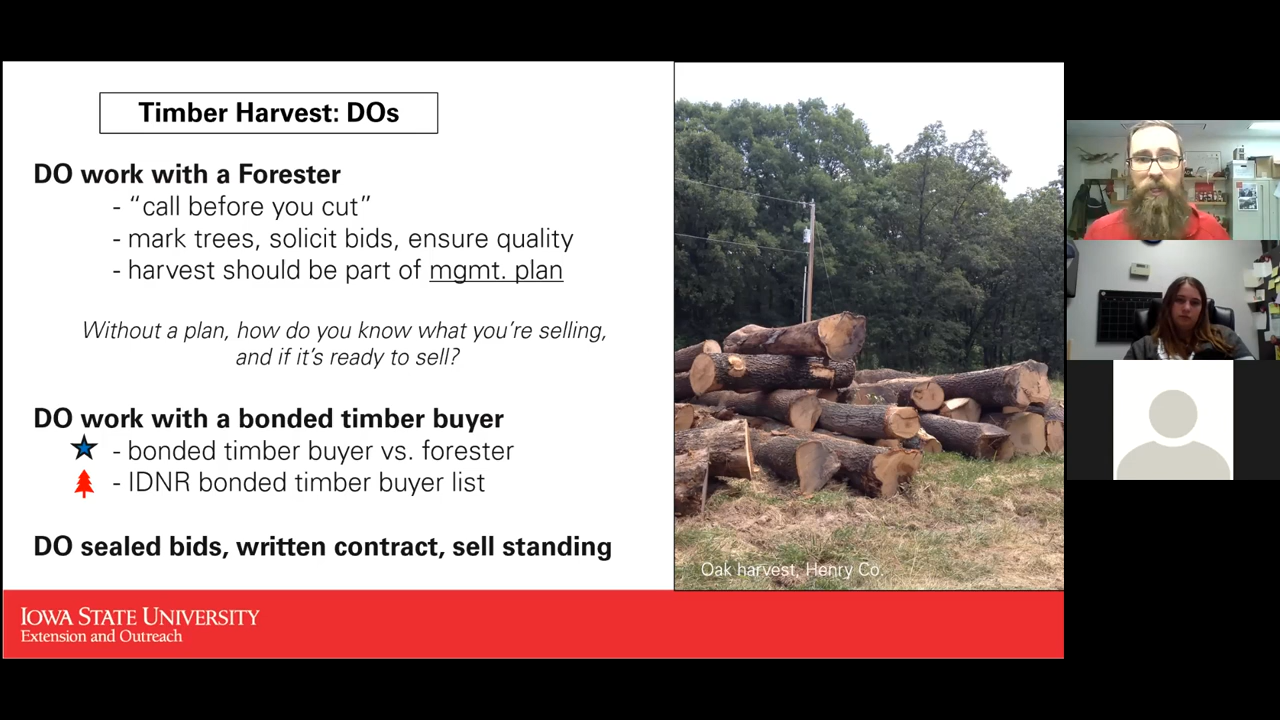 Timber Harvest: DOs
DO work with a Forester
- “call before you cut”
- mark trees, solicit bids, ensure quality
- harvest should be part of mgmt. plan
Without a plan, how do you know what you’re selling,
and if it’s ready to sell?
DO work with a bonded timber buyer
- bonded timber buyer vs. forester
- IDNR bonded timber buyer list
DO sealed bids, written contract, sell standing
Oak harvest, Henry Co.
IOWA STATE UNIVERSITY
Extension and Outreach